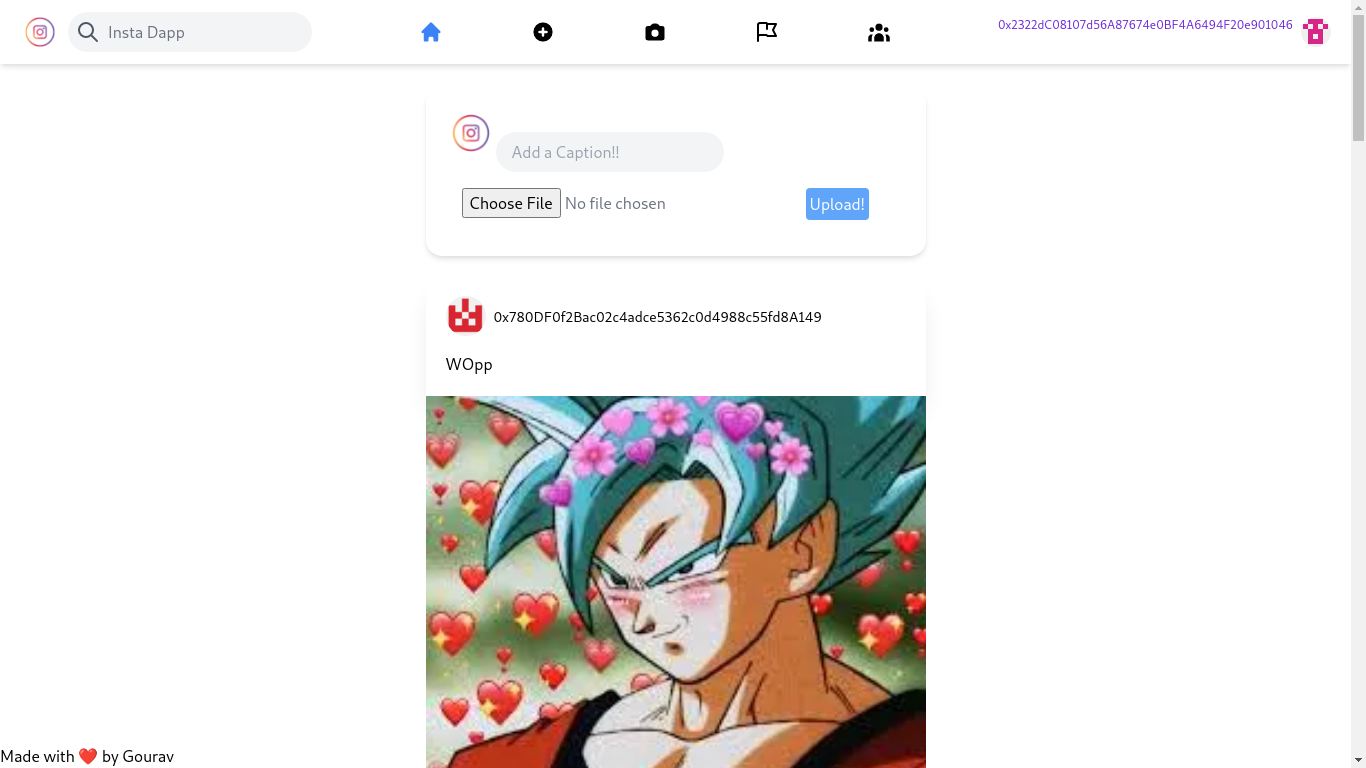 Insta Dapp
0x2322dC08107d56A87674e0BF4A6494F20e901046
Add a Caption!!
Choose File No file chosen
Upload!
0x780DF0f2Bac02c4adce5362c0d4988c55fd8A149
WOpp
Made with ❤️ by Gourav